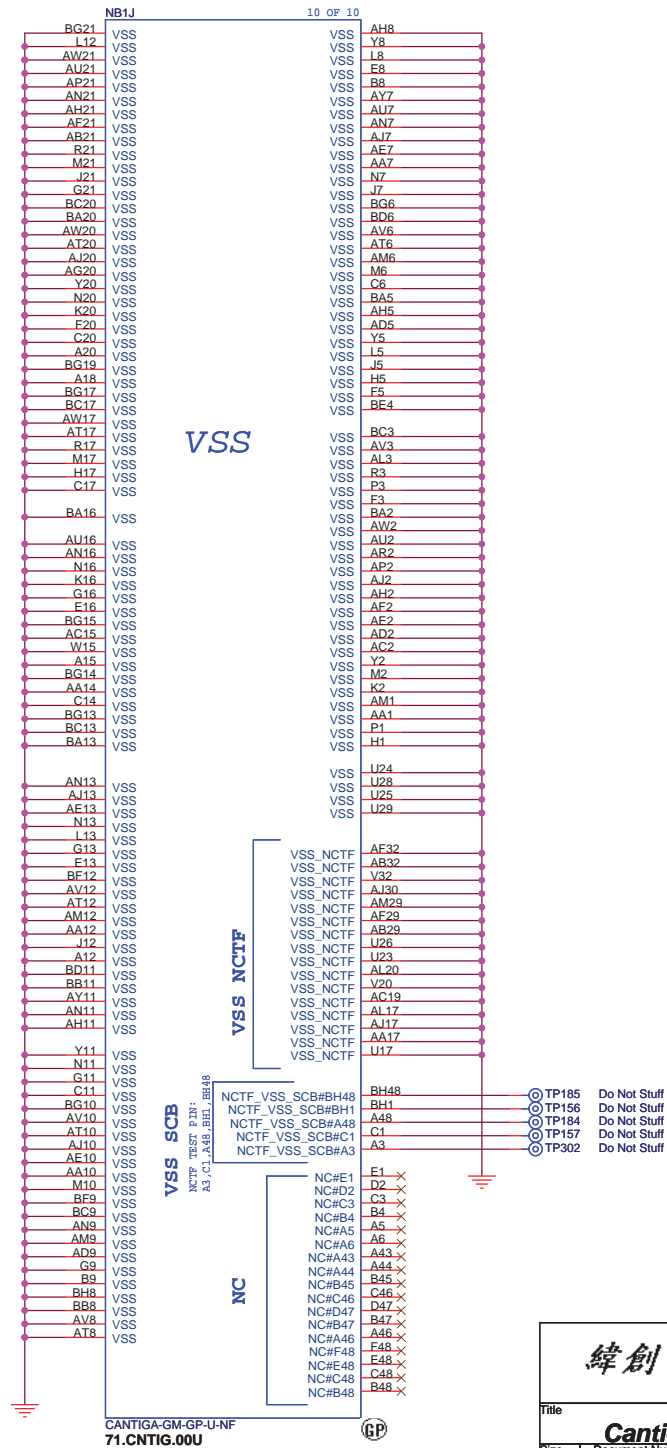 NB1J 10 OF 10
BG21 VSS VSS AH8
L12 VSS VSS Y8
AW21 VSS VSS L8
AU21 VSS VSS E8
AP21 VSS VSS B8
AN21 VSS VSS AY7
AH21 VSS VSS AU7
AF21 VSS VSS AN7
AB21 VSS VSS AJ7
R21 VSS VSS AE7
M21 VSS VSS AA7
J21 VSS VSS N7
G21 VSS VSS J7
BC20 VSS VSS BG6
BA20 VSS VSS BD6
AW20 VSS VSS AV6
AT20 VSS VSS AT6
AJ20 VSS VSS AM6
AG20 VSS VSS M6
Y20 VSS VSS C6
N20 VSS VSS BA5
K20 VSS VSS AH5
F20 VSS VSS AD5
C20 VSS VSS Y5
A20 VSS VSS L5
BG19 VSS VSS J5
A18 VSS VSS H5
BG17 VSS VSS F5
BC17 VSS VSS BE4
AW17 VSS
AT17 VSS VSS BC3
R17 VSS VSS AV3
M17 VSS VSS AL3
H17 VSS VSS R3
C17 VSS VSS P3
VSS F3
BA16 VSS VSS BA2
VSS AW2
AU16 VSS VSS AU2
AN16 VSS VSS AR2
N16 VSS VSS AP2
K16 VSS VSS AJ2
G16 VSS VSS AH2
E16 VSS VSS AF2
BG15 VSS VSS AE2
AC15 VSS VSS AD2
W15 VSS VSS AC2
A15 VSS VSS Y2
BG14 VSS VSS M2
AA14 VSS VSS K2
C14 VSS VSS AM1
BG13 VSS VSS AA1
BC13 VSS VSS P1
BA13 VSS VSS H1
VSS U24
AN13 VSS VSS U28
AJ13 VSS VSS U25
AE13 VSS VSS U29
N13 VSS
L13 VSS
G13 VSS VSS_NCTF AF32
E13 VSS VSS_NCTF AB32
BF12 VSS VSS_NCTF V32
AV12 VSS VSS_NCTF AJ30
AT12 VSS VSS_NCTF AM29
AM12 VSS VSS_NCTF AF29
AA12 VSS VSS_NCTF AB29
J12 VSS VSS_NCTF U26
A12 VSS VSS_NCTF U23
BD11 VSS VSS_NCTF AL20
BB11 VSS VSS_NCTF V20
AY11 VSS VSS_NCTF AC19
AN11 VSS VSS_NCTF AL17
AH11 VSS VSS_NCTF AJ17
VSS_NCTF AA17
Y11 VSS VSS_NCTF U17
N11 VSS
G11 VSS
C11 VSS NCTF_VSS_SCB#BH48 BH48 TP185 Do Not Stuff
BG10 VSS NCTF_VSS_SCB#BH1 BH1 TP156 Do Not Stuff
AV10 VSS NCTF_VSS_SCB#A48 A48 TP184 Do Not Stuff
AT10 VSS NCTF_VSS_SCB#C1 C1 TP157 Do Not Stuff
AJ10 VSS NCTF_VSS_SCB#A3 A3 TP302 Do Not Stuff
AE10 VSS
AA10 VSS NC#E1 E1
M10 VSS NC#D2 D2
BF9 VSS NC#C3 C3
BC9 VSS NC#B4 B4
AN9 VSS NC#A5 A5
AM9 VSS NC#A6 A6
AD9 VSS NC#A43 A43
G9 VSS NC#A44 A44
B9 VSS NC#B45 B45
BH8 VSS NC#C46 C46
BB8 VSS NC#D47 D47
AV8 VSS NC#B47 B47
AT8 VSS NC#A46 A46
NC#F48 F48
NC#E48 E48
NC#C48 C48
NC#B48 B48
VSS
VSS NCTF
VSS SCB
NCTF TEST PIN:
A3,C1,A48,BH1,BH48
NC
CANTIGA-GM-GP-U-NF
71.CNTIG.00U
GP
緯創
Title
Canti